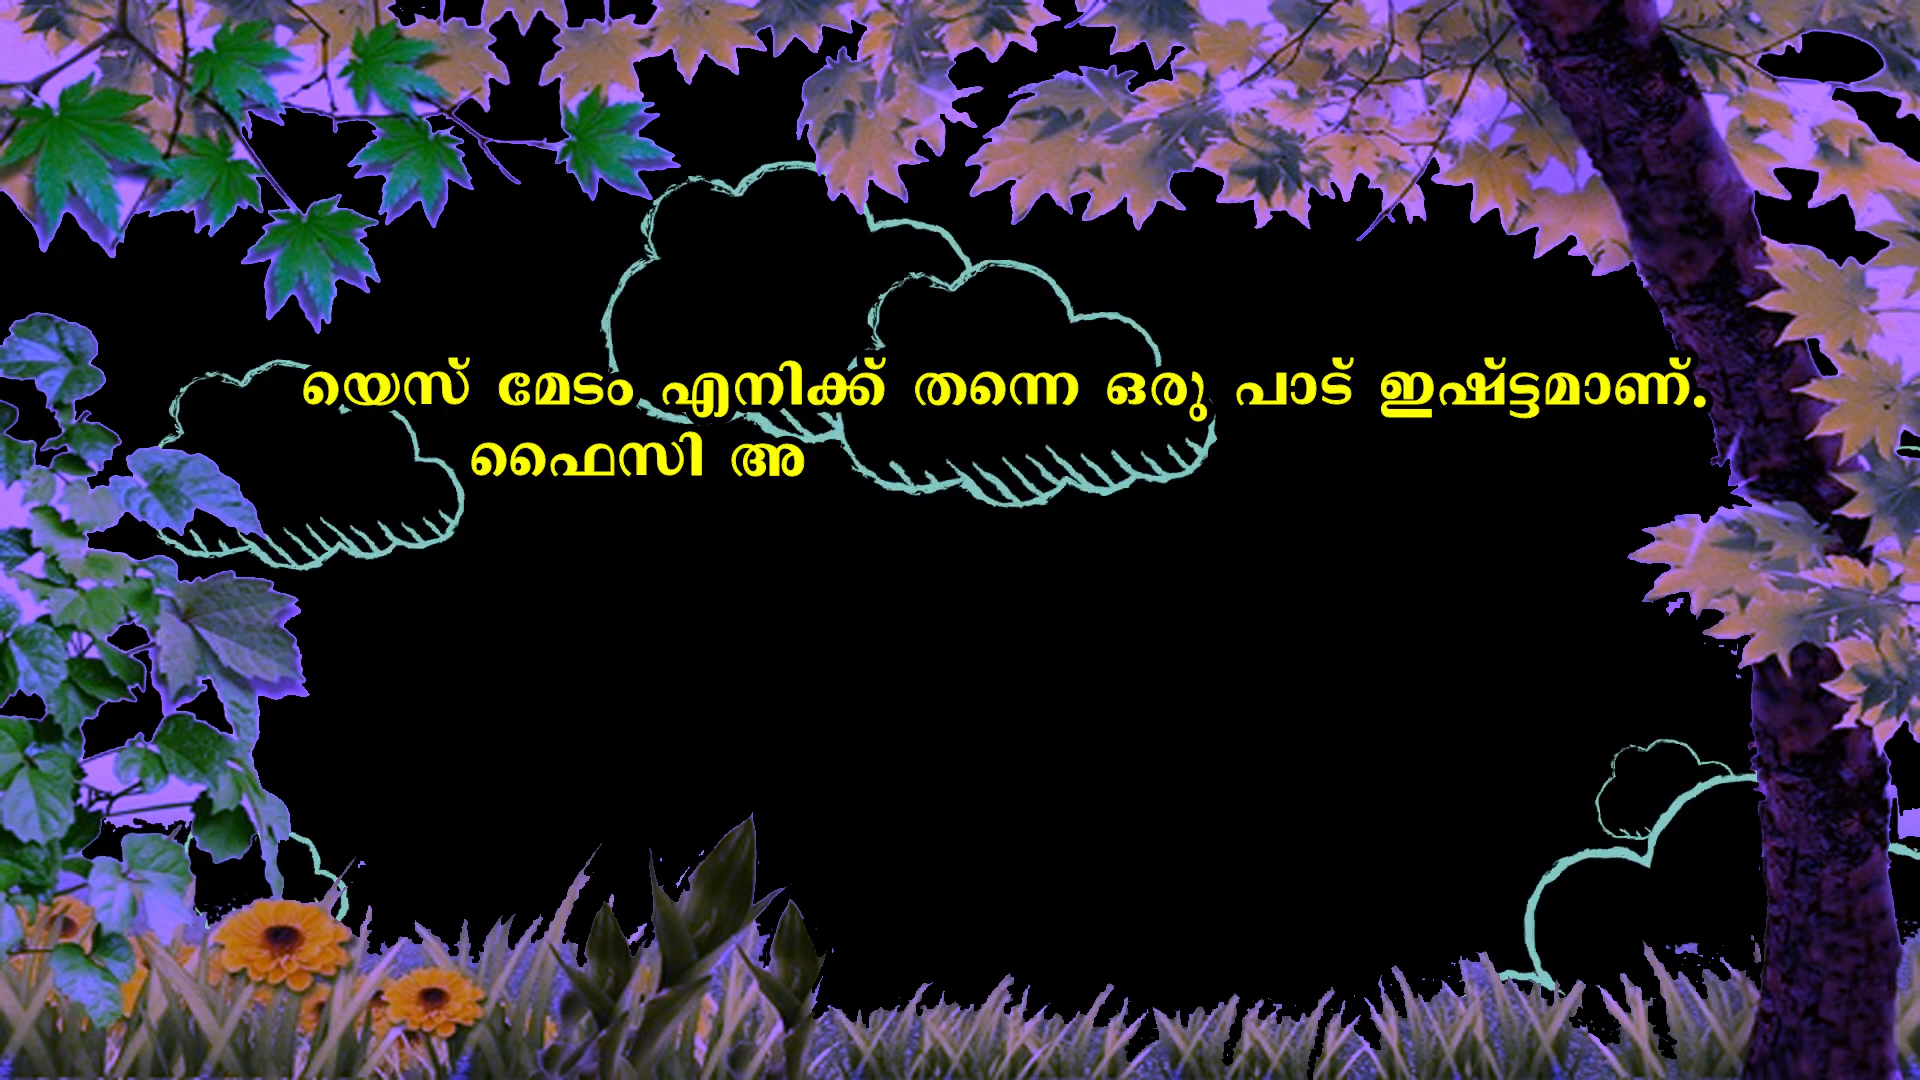 യെസ് മേടം എനിക്ക് തന്നെ ഒരു പാട് ഇഷ്ട്ടമാണ്.
ഫൈസി അ